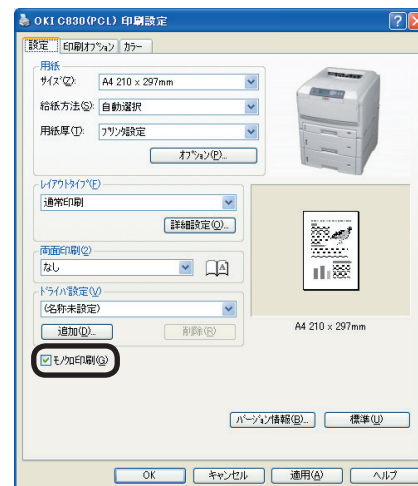 OKI C830(PCL) 印刷設定
設定 印刷ｵﾌﾟｼｮﾝ ｶﾗｰ
用紙
ｻｲｽﾞ(Z): A4 210 x 297mm
給紙方法(S): 自動選択
用紙厚(T): ﾌﾟﾘﾝﾀ設定
ｵﾌﾟｼｮﾝ(P)...
ﾚｲｱｳﾄﾀｲﾌﾟ(E)
通常印刷
詳細設定(O)...
両面印刷(2)
なし
ﾄﾞﾗｲﾊﾞ設定(V)
(名称未設定)
追加(D)... 削除(R)
A4 210 x 297mm
ﾓﾉｸﾛ印刷(G)
ﾊﾞｰｼﾞｮﾝ情報(B)... 標準(U)
OK ｷｬﾝｾﾙ 適用(A) ﾍﾙﾌﾟ